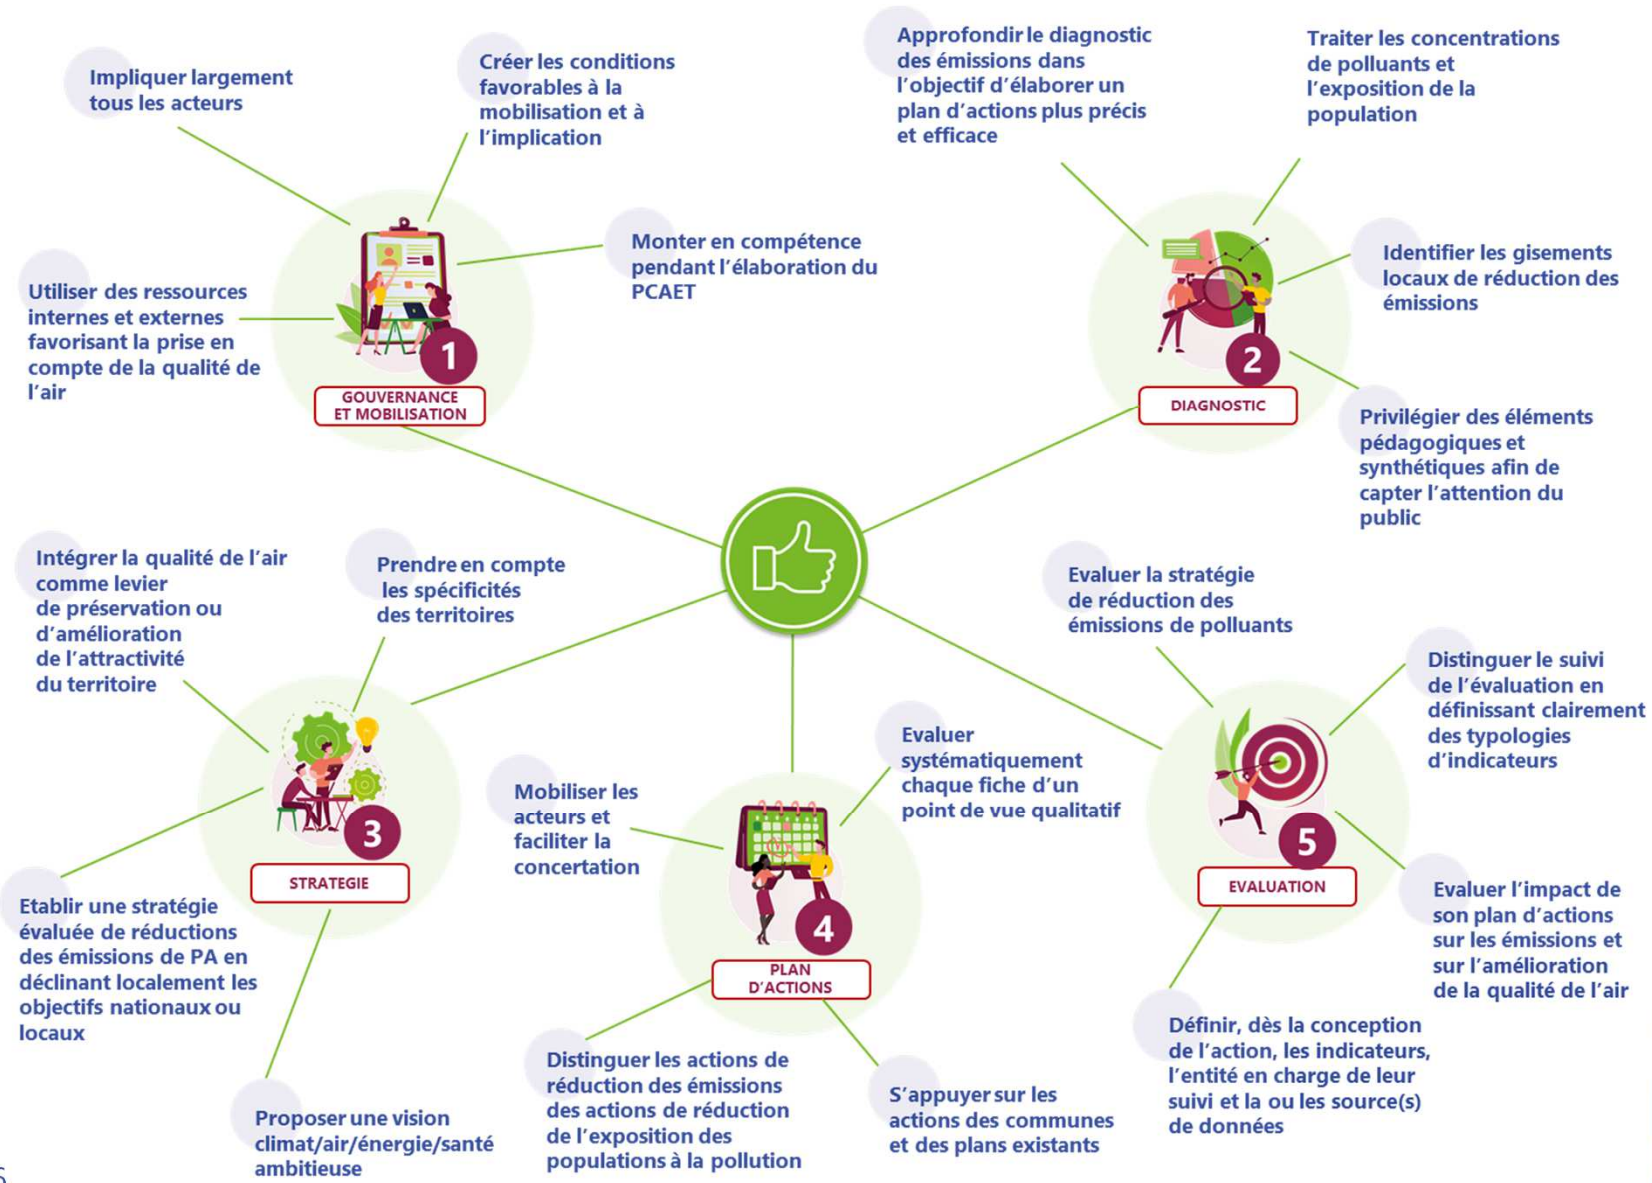 Impliquer largement
tous les acteurs
Créer les conditions
favorables à la
mobilisation et à
l'implication
Monter en compétence
pendant l'élaboration du
PCAET
Utiliser des ressources
internes et externes
favorisant la prise en
compte de la qualité de
l'air
1
GOUVERNANCE
ET MOBILISATION
Approfondir le diagnostic
des émissions dans
l'objectif d'élaborer un
plan d'actions plus précis
et efficace
Traiter les concentrations
de polluants et
l'exposition de la
population
Identifier les gisements
locaux de réduction des
émissions
Privilégier des éléments
pédagogiques et
synthétiques afin de
capter l'attention du
public
2
DIAGNOSTIC
Intégrer la qualité de l'air
comme levier
de préservation ou
d'amélioration
de l'attractivité
du territoire
Prendre en compte
les spécificités
des territoires
3
STRATEGIE
Etablir une stratégie
évaluée de réductions
des émissions de PA en
déclinant localement les
objectifs nationaux ou
locaux
Proposer une vision
climat/air/énergie/santé
ambitieuse
Mobiliser les
acteurs et
faciliter la
concertation
Evaluer
systématiquement
chaque fiche d'un
point de vue qualitatif
4
PLAN
D'ACTIONS
Distinguer les actions de
réduction des émissions
des actions de réduction
de l'exposition des
populations à la pollution
S'appuyer sur les
actions des communes
et des plans existants
Evaluer la stratégie
de réduction des
émissions de polluants
Distinguer le suivi
de l'évaluation en
définissant clairement
des typologies
d'indicateurs
5
EVALUATION
Evaluer l'impact de
son plan d'actions
sur les émissions et
sur l'amélioration
de la qualité de l'air
Définir, dès la conception
de l'action, les indicateurs,
l'entité en charge de leur
suivi et la ou les source(s)
de données